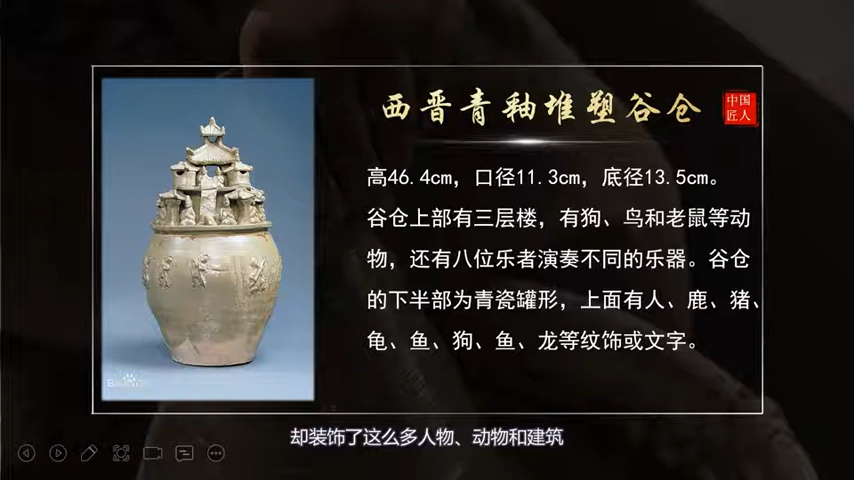 西晋青釉堆塑谷仓
中国
匠人
高46.4cm，口径11.3cm，底径13.5cm。
谷仓上部有三层楼，有狗、鸟和老鼠等动
物，还有八位乐者演奏不同的乐器。谷仓
的下半部为青瓷罐形，上面有人、鹿、猪、
龟、鱼、狗、鱼、龙等纹饰或文字。
却装饰了这么多人物、动物和建筑